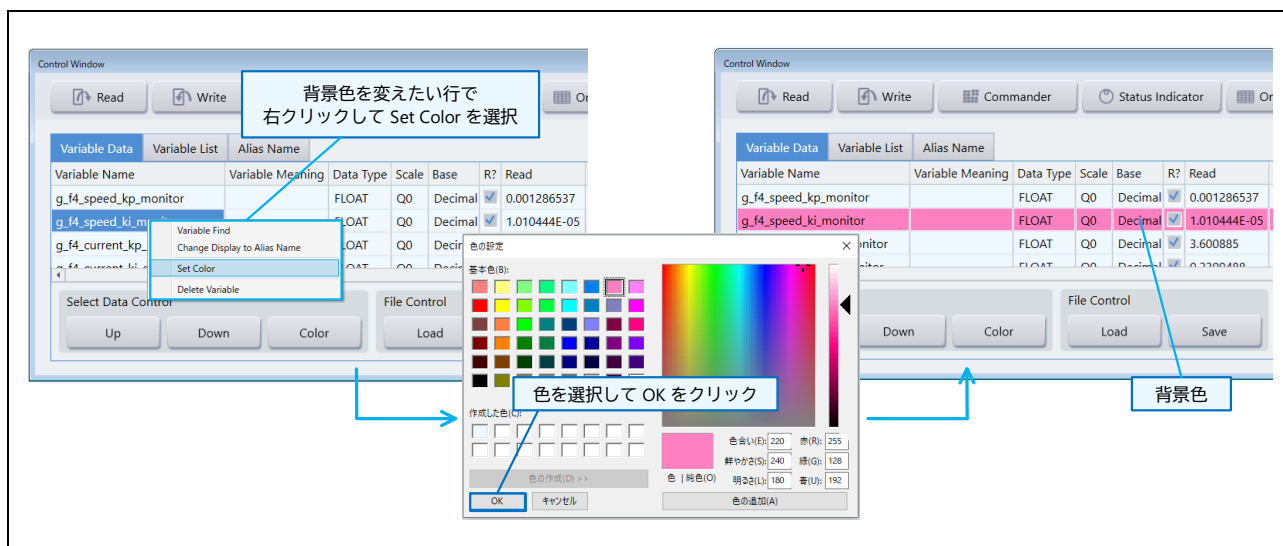 Control Window
Read
Write
Or
背景色を変えたい行で
右クリックして Set Color を選択
Variable Data
Variable List
Alias Name
Variable Name
Variable Meaning
Data Type
Scale
Base
R?
Read
g_f4_speed_kp_monitor
FLOAT
Q0
Decimal
0.001286537
g_f4_speed_ki_m
FLOAT
Q0
Decimal
1.010444E-05
g_f4_current_kp_
FLOAT
Q0
Variable Find
Change Display to Alias Name
Set Color
Delete Variable
Select Data Control
Up
Down
Color
File Control
Load
色の設定
基本色(B):
色を選択して OK をクリック
作成した色(C):
色の作成(D) >>
OK
キャンセル
色 | 純色(O)
色合い(E): 220
赤(R): 255
鮮やかさ(S): 240
緑(G): 128
明るさ(L): 180
青(U): 192
色の追加(A)
Control Window
Read
Write
Commander
Status Indicator
Or
Variable Data
Variable List
Alias Name
Variable Name
Variable Meaning
Data Type
Scale
Base
R?
Read
g_f4_speed_kp_monitor
FLOAT
Q0
Decimal
0.001286537
g_f4_speed_ki_monitor
FLOAT
Q0
Decimal
1.010444E-05
onitor
FLOAT
Q0
Decimal
3.600885
Down
Color
File Control
Load
Save
背景色